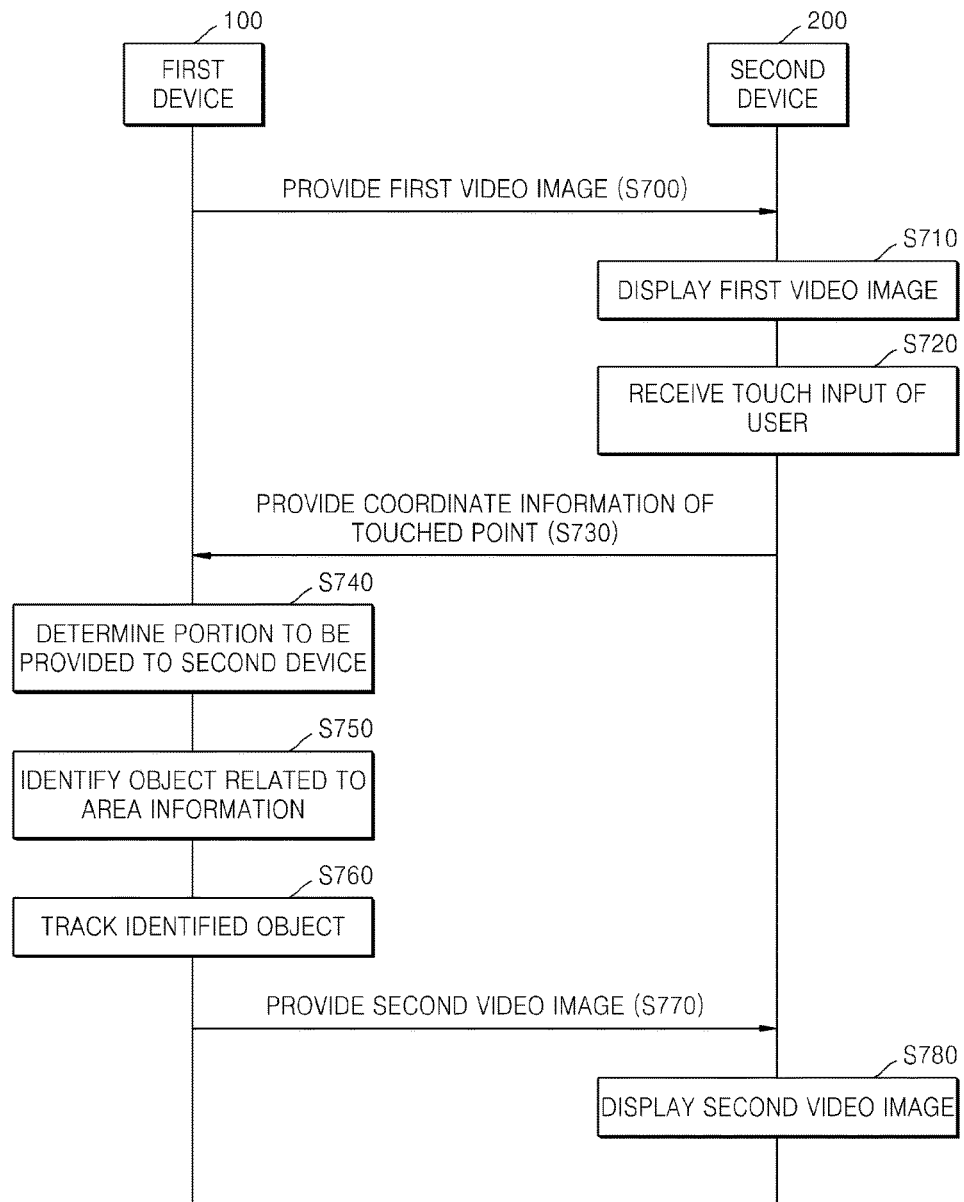 100
FIRST
DEVICE
200
SECOND
DEVICE
PROVIDE FIRST VIDEO IMAGE (S700)
S710
DISPLAY FIRST VIDEO IMAGE
S720
RECEIVE TOUCH INPUT OF
USER
PROVIDE COORDINATE INFORMATION OF
TOUCHED POINT (S730)
S740
DETERMINE PORTION TO BE
PROVIDED TO SECOND DEVICE
S750
IDENTIFY OBJECT RELATED TO
AREA INFORMATION
S760
TRACK IDENTIFIED OBJECT
PROVIDE SECOND VIDEO IMAGE (S770)
S780
DISPLAY SECOND VIDEO IMAGE